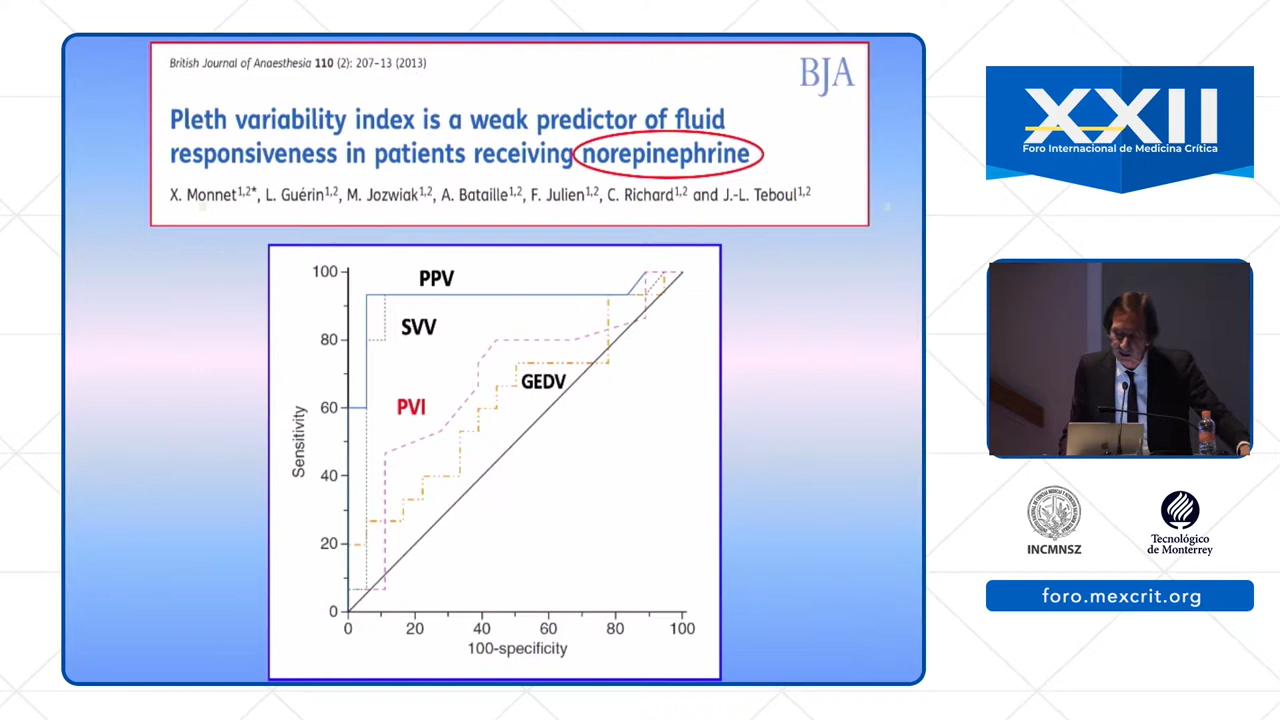 British Journal of Anaesthesia 110 (2): 207–13 (2013)
BJA
Pleth variability index is a weak predictor of fluid
responsiveness in patients receiving norepinephrine
X. Monnet1,2*, L. Guérin1,2, M. Jozwiak1,2, A. Bataille1,2, F. Julien1,2, C. Richard1,2 and J.-L. Teboul1,2
100
80
60
40
20
0
Sensitivity
PPV
SVV
PVI
GEDV
0 20 40 60 80 100
100-specificity
XXII
Foro Internacional de Medicina Crítica
INCMNSZ
Tecnológico
de Monterrey
foro.mexcrit.org